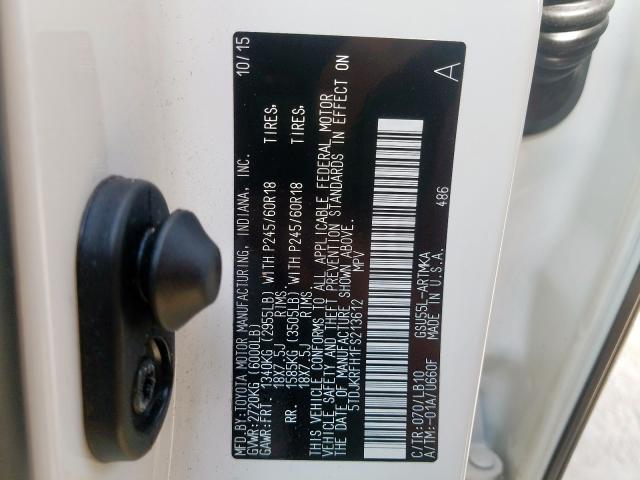 MFD.BY:TOYOTA MOTOR MANUFACTURING, INDIANA, INC. 10/15
GVWR:2720KG (6000LB)
GAWR:FRT. 1340KG (2955LB) WITH P245/60R18 TIRES,
18X7.5J RIMS.
RR. 1585KG (3505LB) WITH P245/60R18 TIRES,
18X7.5J RIMS.
THIS VEHICLE CONFORMS TO ALL APPLICABLE FEDERAL MOTOR
VEHICLE SAFETY AND THEFT PREVENTION STANDARDS IN EFFECT ON
THE DATE OF MANUFACTURE SHOWN ABOVE.
5TDJKRFH1FS213612 MPV
486 A
C/TR:070/LB10 GSU55L-ARTMKA
A/TM:-01A/U660F MADE IN U.S.A.